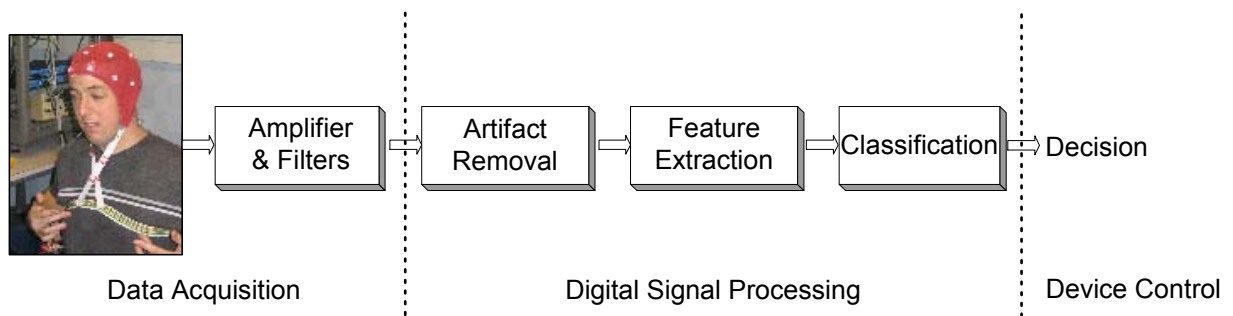 Amplifier
& Filters
Artifact
Removal
Feature
Extraction
Classification
Decision
Data Acquisition
Digital Signal Processing
Device Control